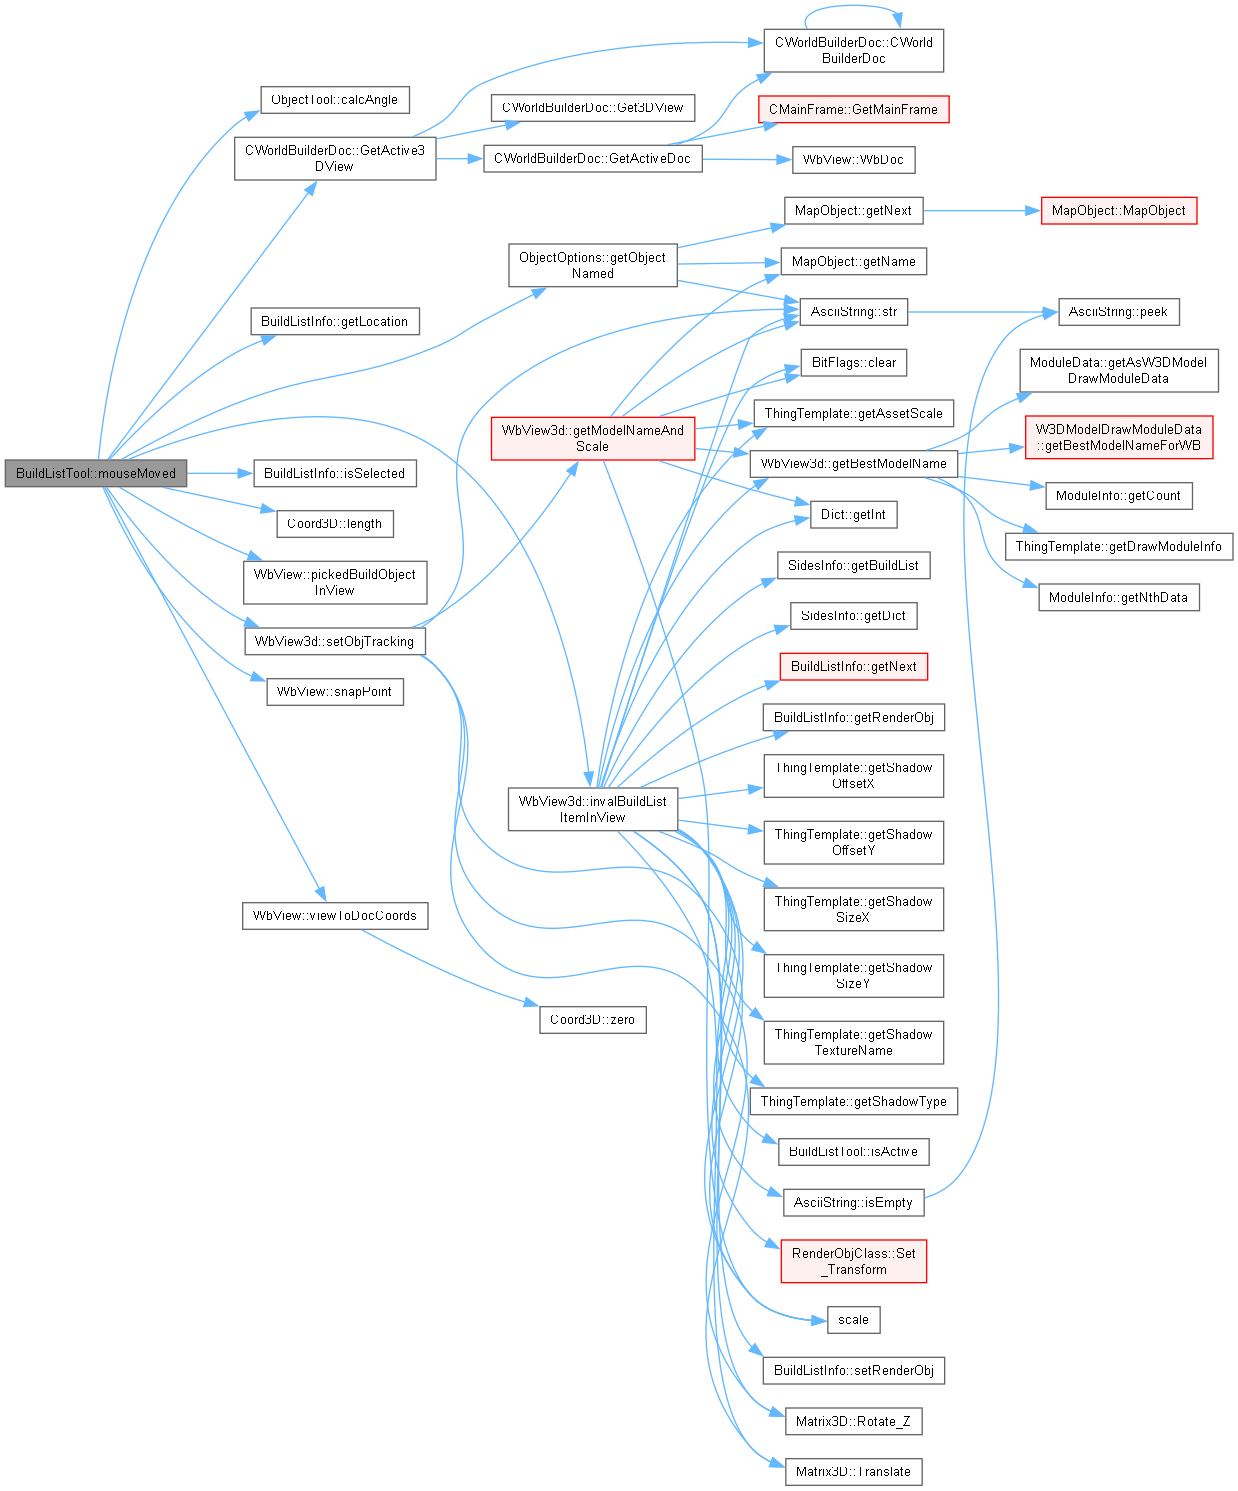 CWorldBuilderDoc::CWorld
BuilderDoc
ObjectTool::calcAngle
CWorldBuilderDoc::Get3DView
CMainFrame::GetMainFrame
CWorldBuilderDoc::GetActive3
DView
CWorldBuilderDoc::GetActiveDoc
WbView::WbDoc
MapObject::getNext
MapObject::MapObject
ObjectOptions::getObject
Named
MapObject::getName
BuildListInfo::getLocation
AsciiString::str
AsciiString::peek
BitFlags::clear
ModuleData::getAsW3DModel
DrawModuleData
ThingTemplate::getAssetScale
WbView3d::getModelNameAnd
Scale
W3DModelDrawModuleData
::getBestModelNameForWB
BuildListTool::mouseMoved
BuildListInfo::isSelected
WbView3d::getBestModelName
ModuleInfo::getCount
Coord3D::length
Dict::getInt
ThingTemplate::getDrawModuleInfo
WbView::pickedBuildObject
InView
SidesInfo::getBuildList
ModuleInfo::getNthData
SidesInfo::getDict
WbView3d::setObjTracking
BuildListInfo::getNext
WbView::snapPoint
BuildListInfo::getRenderObj
ThingTemplate::getShadow
OffsetX
WbView3d::invalBuildList
ItemInView
ThingTemplate::getShadow
OffsetY
ThingTemplate::getShadow
SizeX
WbView::viewToDocCoords
ThingTemplate::getShadow
SizeY
Coord3D::zero
ThingTemplate::getShadow
TextureName
ThingTemplate::getShadowType
BuildListTool::isActive
AsciiString::isEmpty
RenderObjClass::Set
_Transform
scale
BuildListInfo::setRenderObj
Matrix3D::Rotate_Z
Matrix3D::Translate